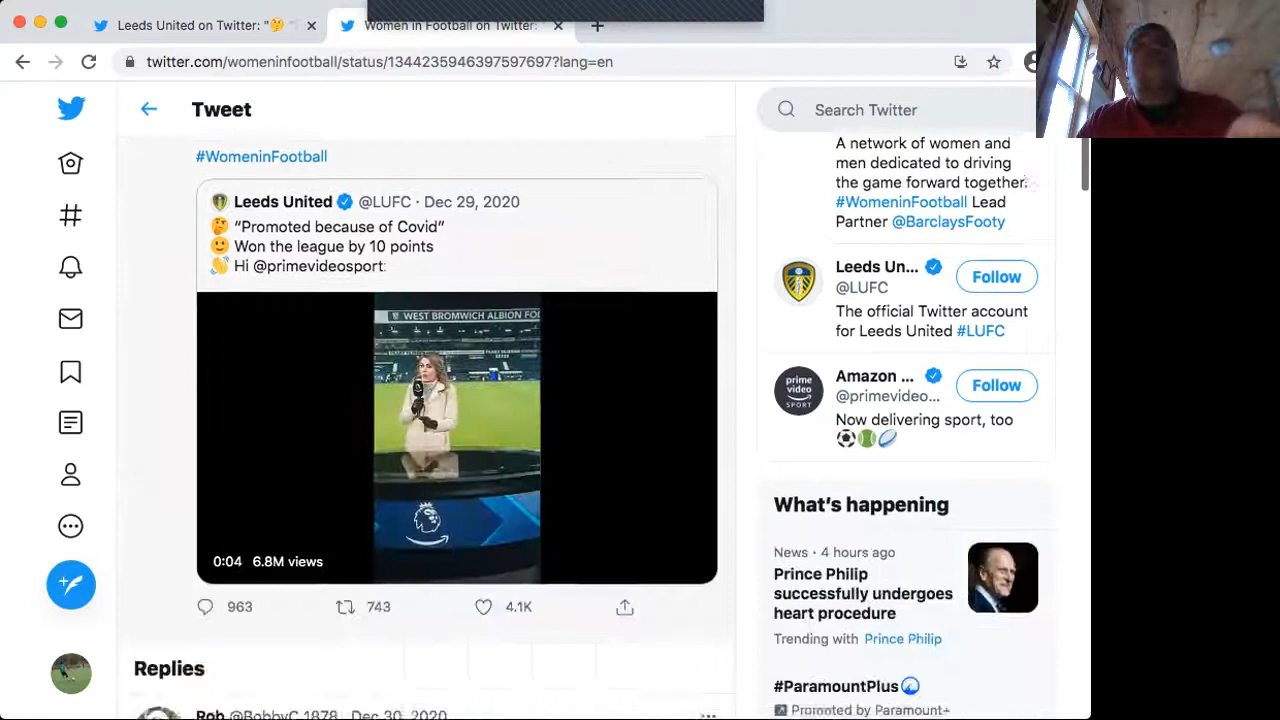 Leeds United on Twitter: "🤔 "
Women in Football on Twitter:
twitter.com/womeninfootball/status/1344235946397597697?lang=en
Tweet
Search Twitter
#WomeninFootball
Leeds United @LUFC · Dec 29, 2020
🤔 “Promoted because of Covid”
🙂 Won the league by 10 points
👋 Hi @primevideosport:
WEST BROMWICH ALBION FOO
0:04 6.8M views
963 743 4.1K
Replies
Rob @BobbyC_1878 Dec 30, 2020
A network of women and
men dedicated to driving
the game forward together.
#WomeninFootball Lead
Partner @BarclaysFooty
Leeds Un...
Follow
@LUFC
The official Twitter account
for Leeds United #LUFC
prime
video
SPORT
Amazon ...
Follow
@primevideo...
Now delivering sport, too
⚽🎾🏉
What's happening
News · 4 hours ago
Prince Philip
successfully undergoes
heart procedure
Trending with Prince Philip
#ParamountPlus
Promoted by Paramount+